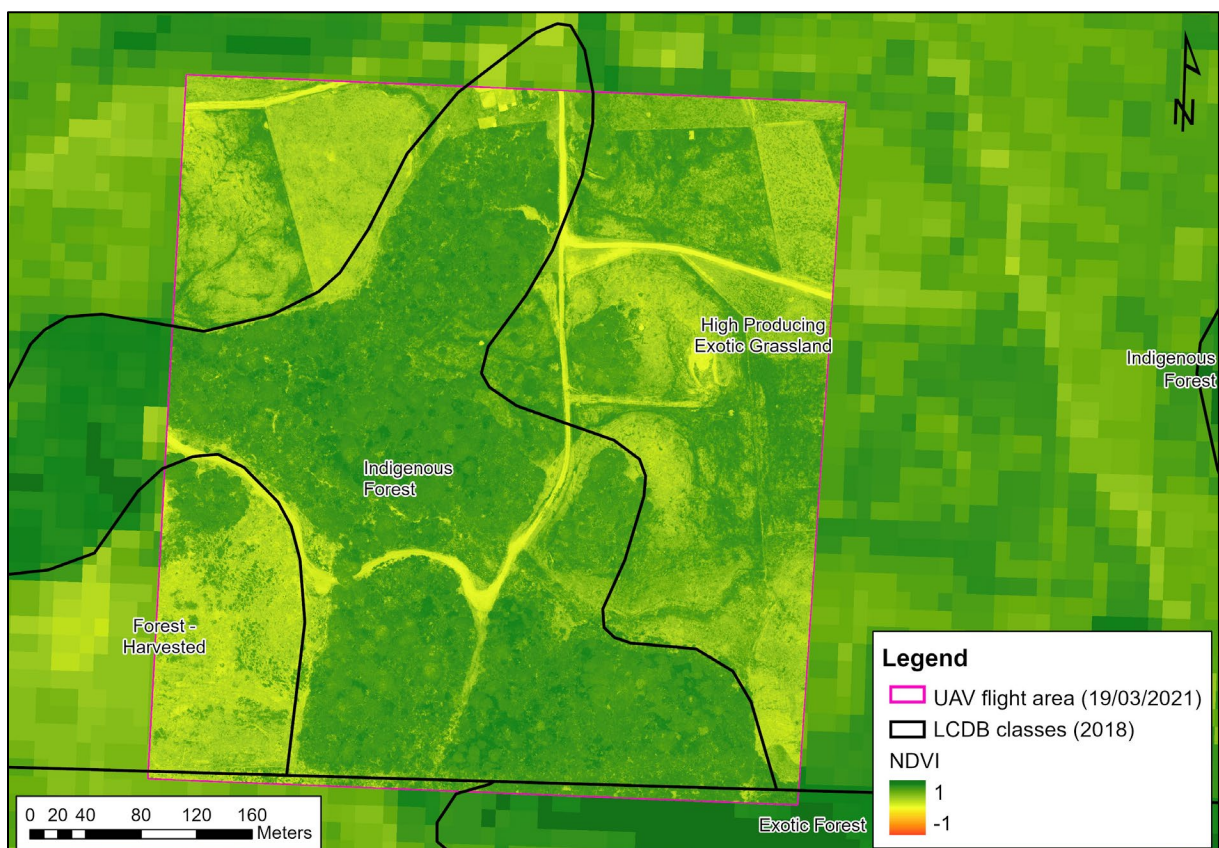 N
High Producing
Exotic Grassland
Indigenous
Forest
Indigenous
Forest
Forest -
Harvested
Exotic Forest
Legend
UAV flight area (19/03/2021)
LCDB classes (2018)
NDVI
1
-1
0 20 40 80 120 160
Meters